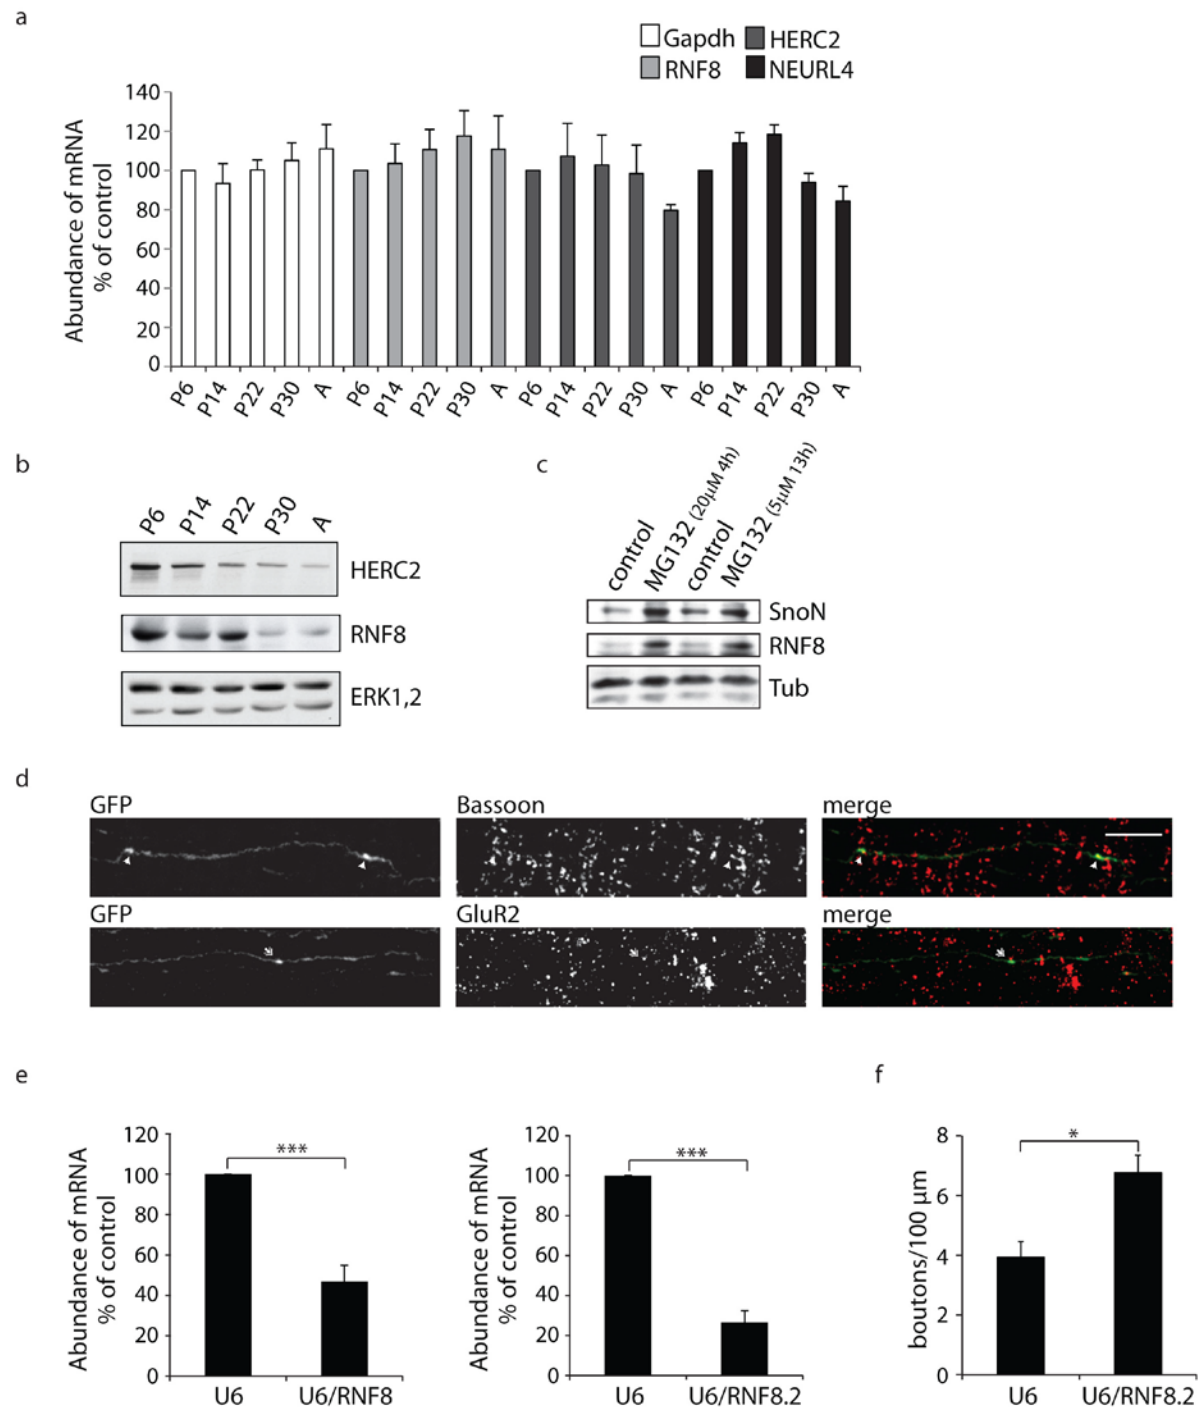 a
Gapdh HERC2
RNF8 NEURL4
Abundance of mRNA
% of control
140
120
100
80
60
40
20
0
P6 P14 P22 P30 A P6 P14 P22 P30 A P6 P14 P22 P30 A P6 P14 P22 P30 A
b
P6 P14 P22 P30 A
HERC2
RNF8
ERK1,2
c
control MG132 (20µM 4h) control MG132 (5µM 13h)
SnoN
RNF8
Tub
d
GFP Bassoon merge
GFP GluR2 merge
e
Abundance of mRNA
% of control
120
100
80
60
40
20
0
***
U6 U6/RNF8
Abundance of mRNA
% of control
120
100
80
60
40
20
0
***
U6 U6/RNF8.2
f
boutons/100 µm
8
6
4
2
0
*
U6 U6/RNF8.2